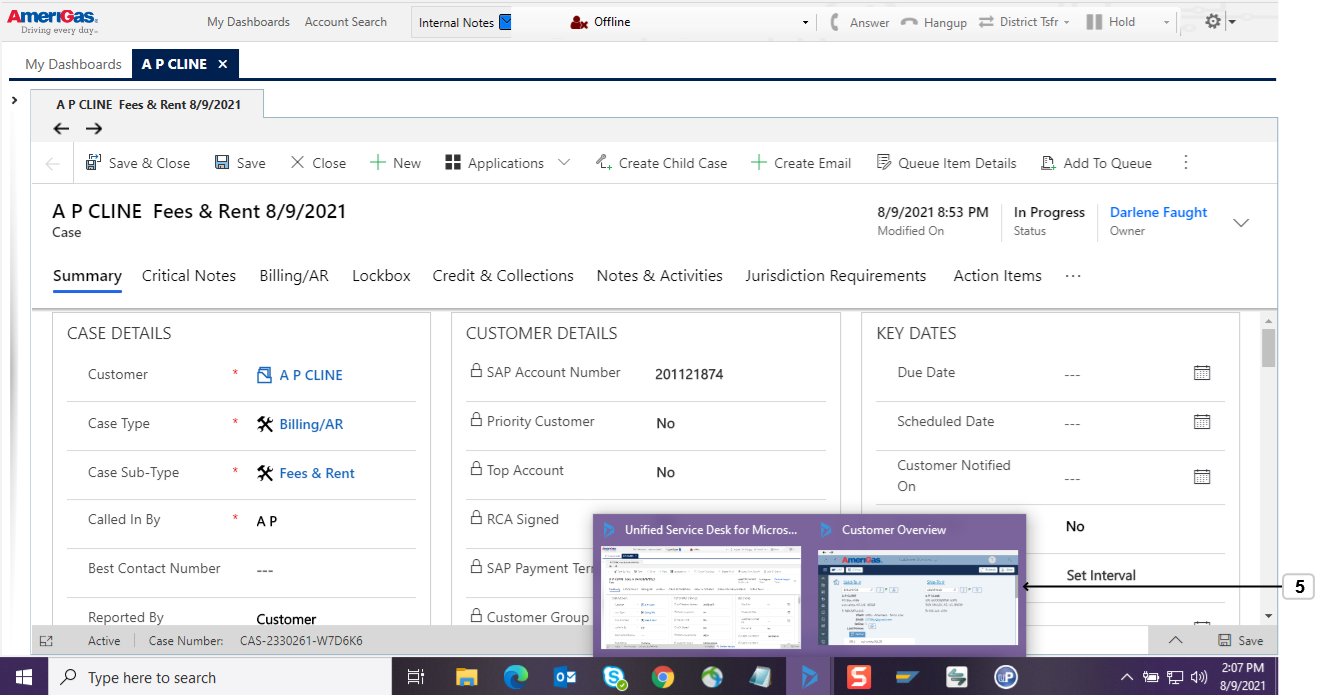 AmeriGas
Driving every day
My Dashboards Account Search Internal Notes Offline Answer Hangup District Tsfr Hold
My Dashboards A P CLINE ×
A P CLINE Fees & Rent 8/9/2021
Save & Close Save Close New Applications Create Child Case Create Email Queue Item Details Add To Queue
A P CLINE Fees & Rent 8/9/2021
Case
8/9/2021 8:53 PM In Progress Darlene Faught
Modified On Status Owner
Summary Critical Notes Billing/AR Lockbox Credit & Collections Notes & Activities Jurisdiction Requirements Action Items ...
CASE DETAILS
Customer * A P CLINE
Case Type * Billing/AR
Case Sub-Type * Fees & Rent
Called In By * A P
Best Contact Number ---
Reported By Customer
CUSTOMER DETAILS
SAP Account Number 201121874
Priority Customer No
Top Account No
RCA Signed
SAP Payment Ter
Customer Group
KEY DATES
Due Date ---
Scheduled Date ---
Customer Notified
On ---
No
Set Interval
Unified Service Desk for Micros... Customer Overview
AmeriGas
5
Active Case Number: CAS-2330261-W7D6K6 Save
Type here to search
2:07 PM
8/9/2021